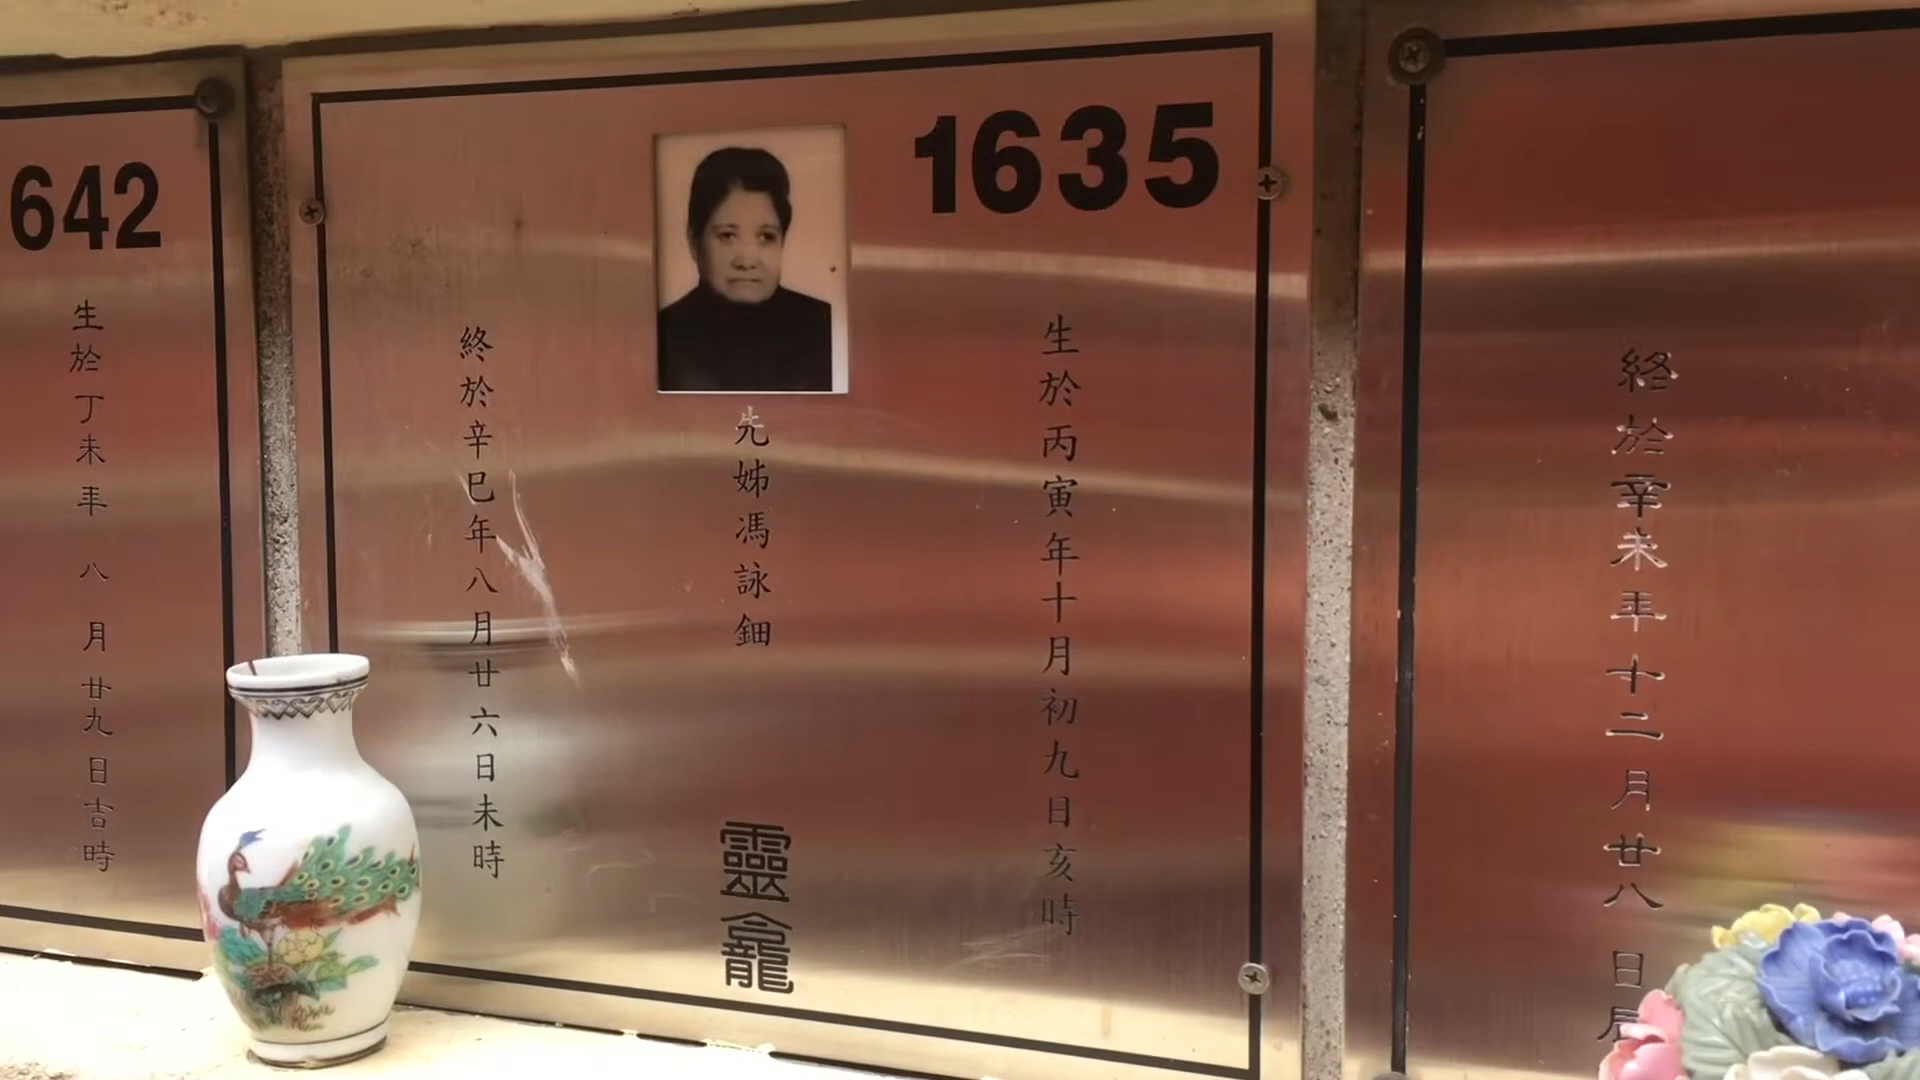 1635
生於丙寅年十月初九日亥時
先姊馮詠鈿
靈龕
終於辛巳年八月廿六日未時
642
生於丁未年八月廿九日吉時
終於辛未年十二月廿八日辰